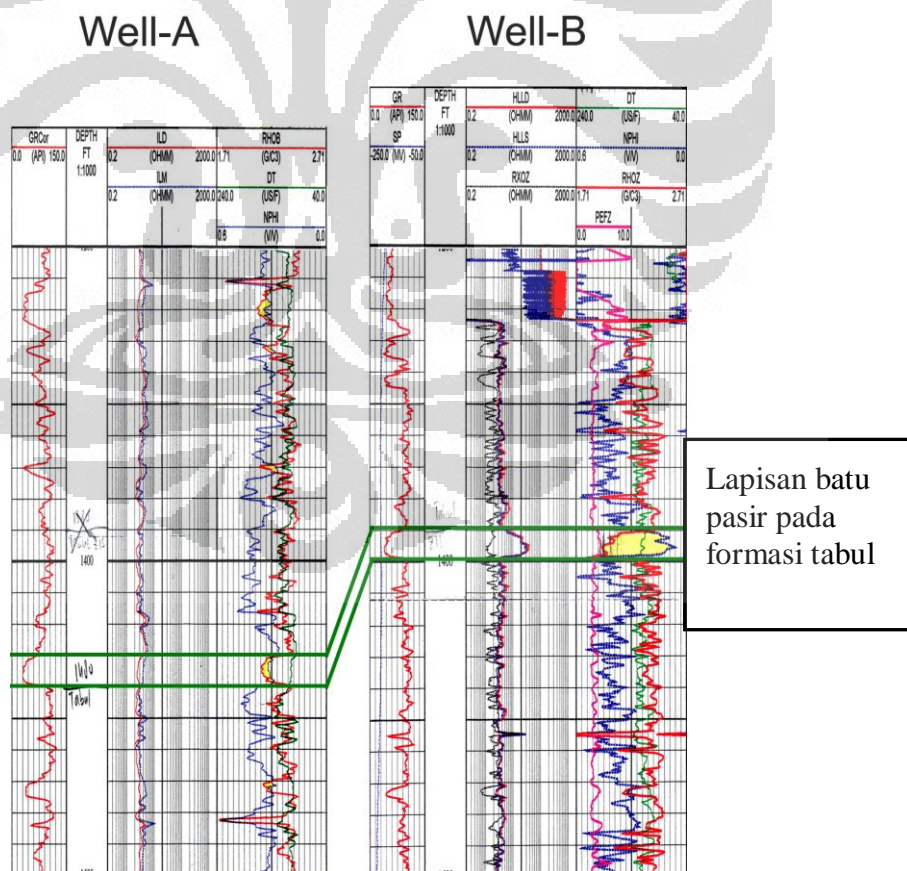 Well-A
Well-B
GRCor
0.0 (API) 150.0
DEPTH
FT
1:1000
ILD
0.2 (OHMM) 2000.0
ILM
0.2 (OHMM) 2000.0
RHOB
1.71 (G/C3) 2.71
DT
240.0 (US/F) 40.0
NPHI
0.6 (V/V) 0.0
GR
0.0 (API) 150.0
SP
-250.0 (MV) -50.0
DEPTH
FT
1:1000
HLLD
0.2 (OHMM) 2000.0
HLLS
0.2 (OHMM) 2000.0
RXOZ
0.2 (OHMM) 2000.0
DT
240.0 (US/F) 40.0
NPHI
0.6 (V/V) 0.0
RHOZ
1.71 (G/C3) 2.71
PEFZ
0.0 10.0
1400
Tabul
1400
Lapisan batu
pasir pada
formasi tabul